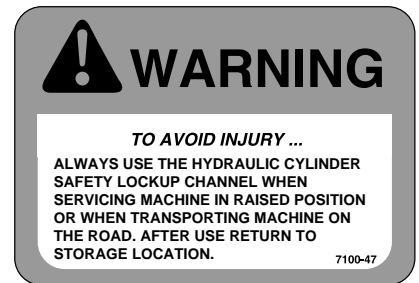 WARNING
TO AVOID INJURY ...
ALWAYS USE THE HYDRAULIC CYLINDER
SAFETY LOCKUP CHANNEL WHEN
SERVICING MACHINE IN RAISED POSITION
OR WHEN TRANSPORTING MACHINE ON
THE ROAD. AFTER USE RETURN TO
STORAGE LOCATION.
7100-47